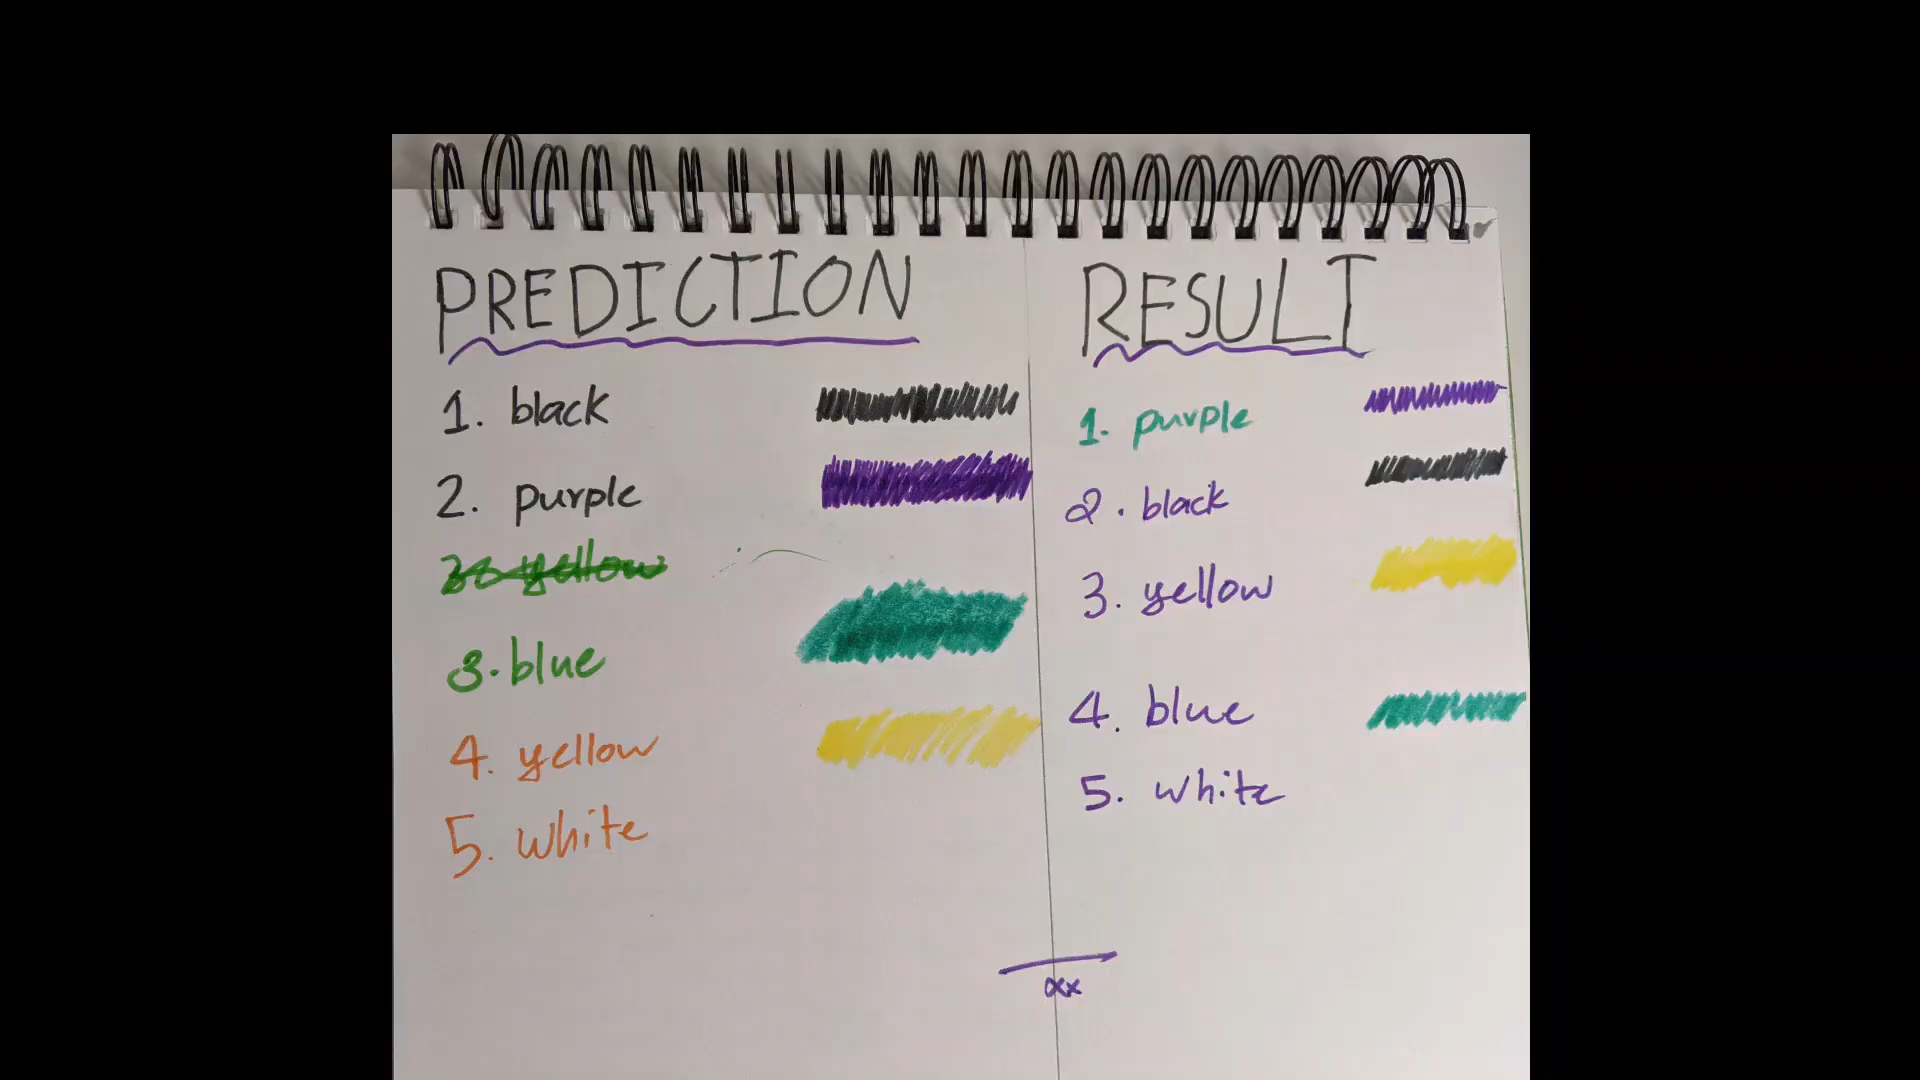 PREDICTION
1. black
2. purple
3. yellow
3. blue
4. yellow
5. white
RESULT
1. purple
2. black
3. yellow
4. blue
5. white